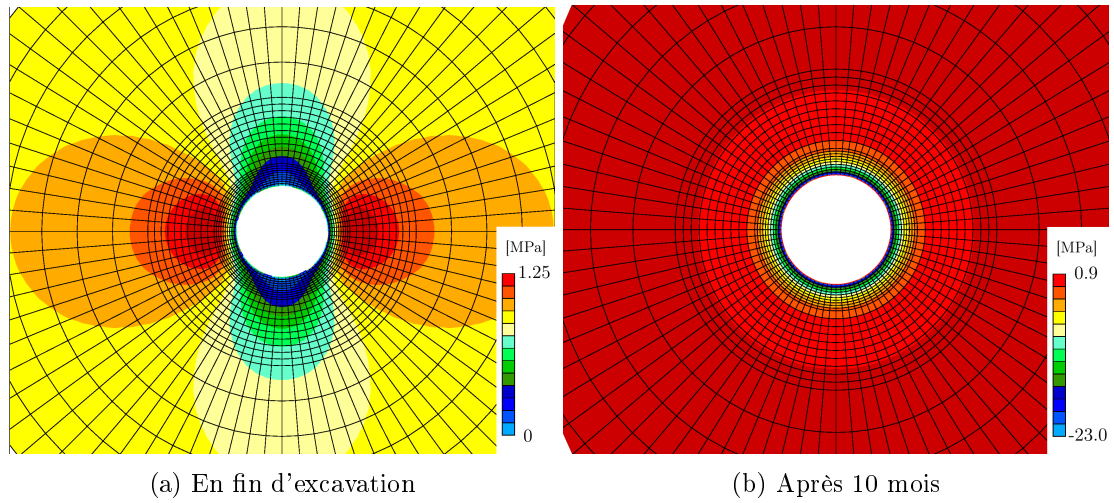 [MPa]
1.25
0
(a) En fin d'excavation
[MPa]
0.9
-23.0
(b) Après 10 mois